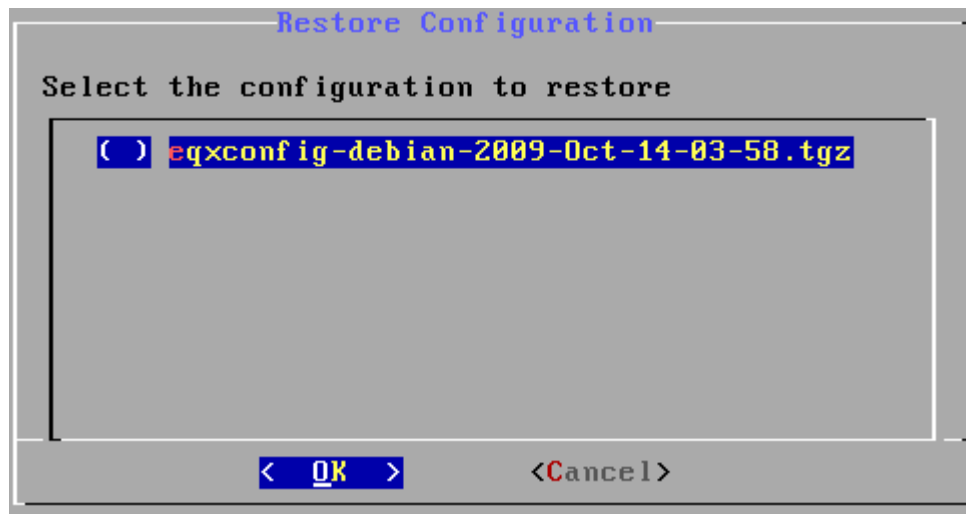 Restore Configuration
Select the configuration to restore
( ) eqxconfig-debian-2009-Oct-14-03-58.tgz
< OK > <Cancel>